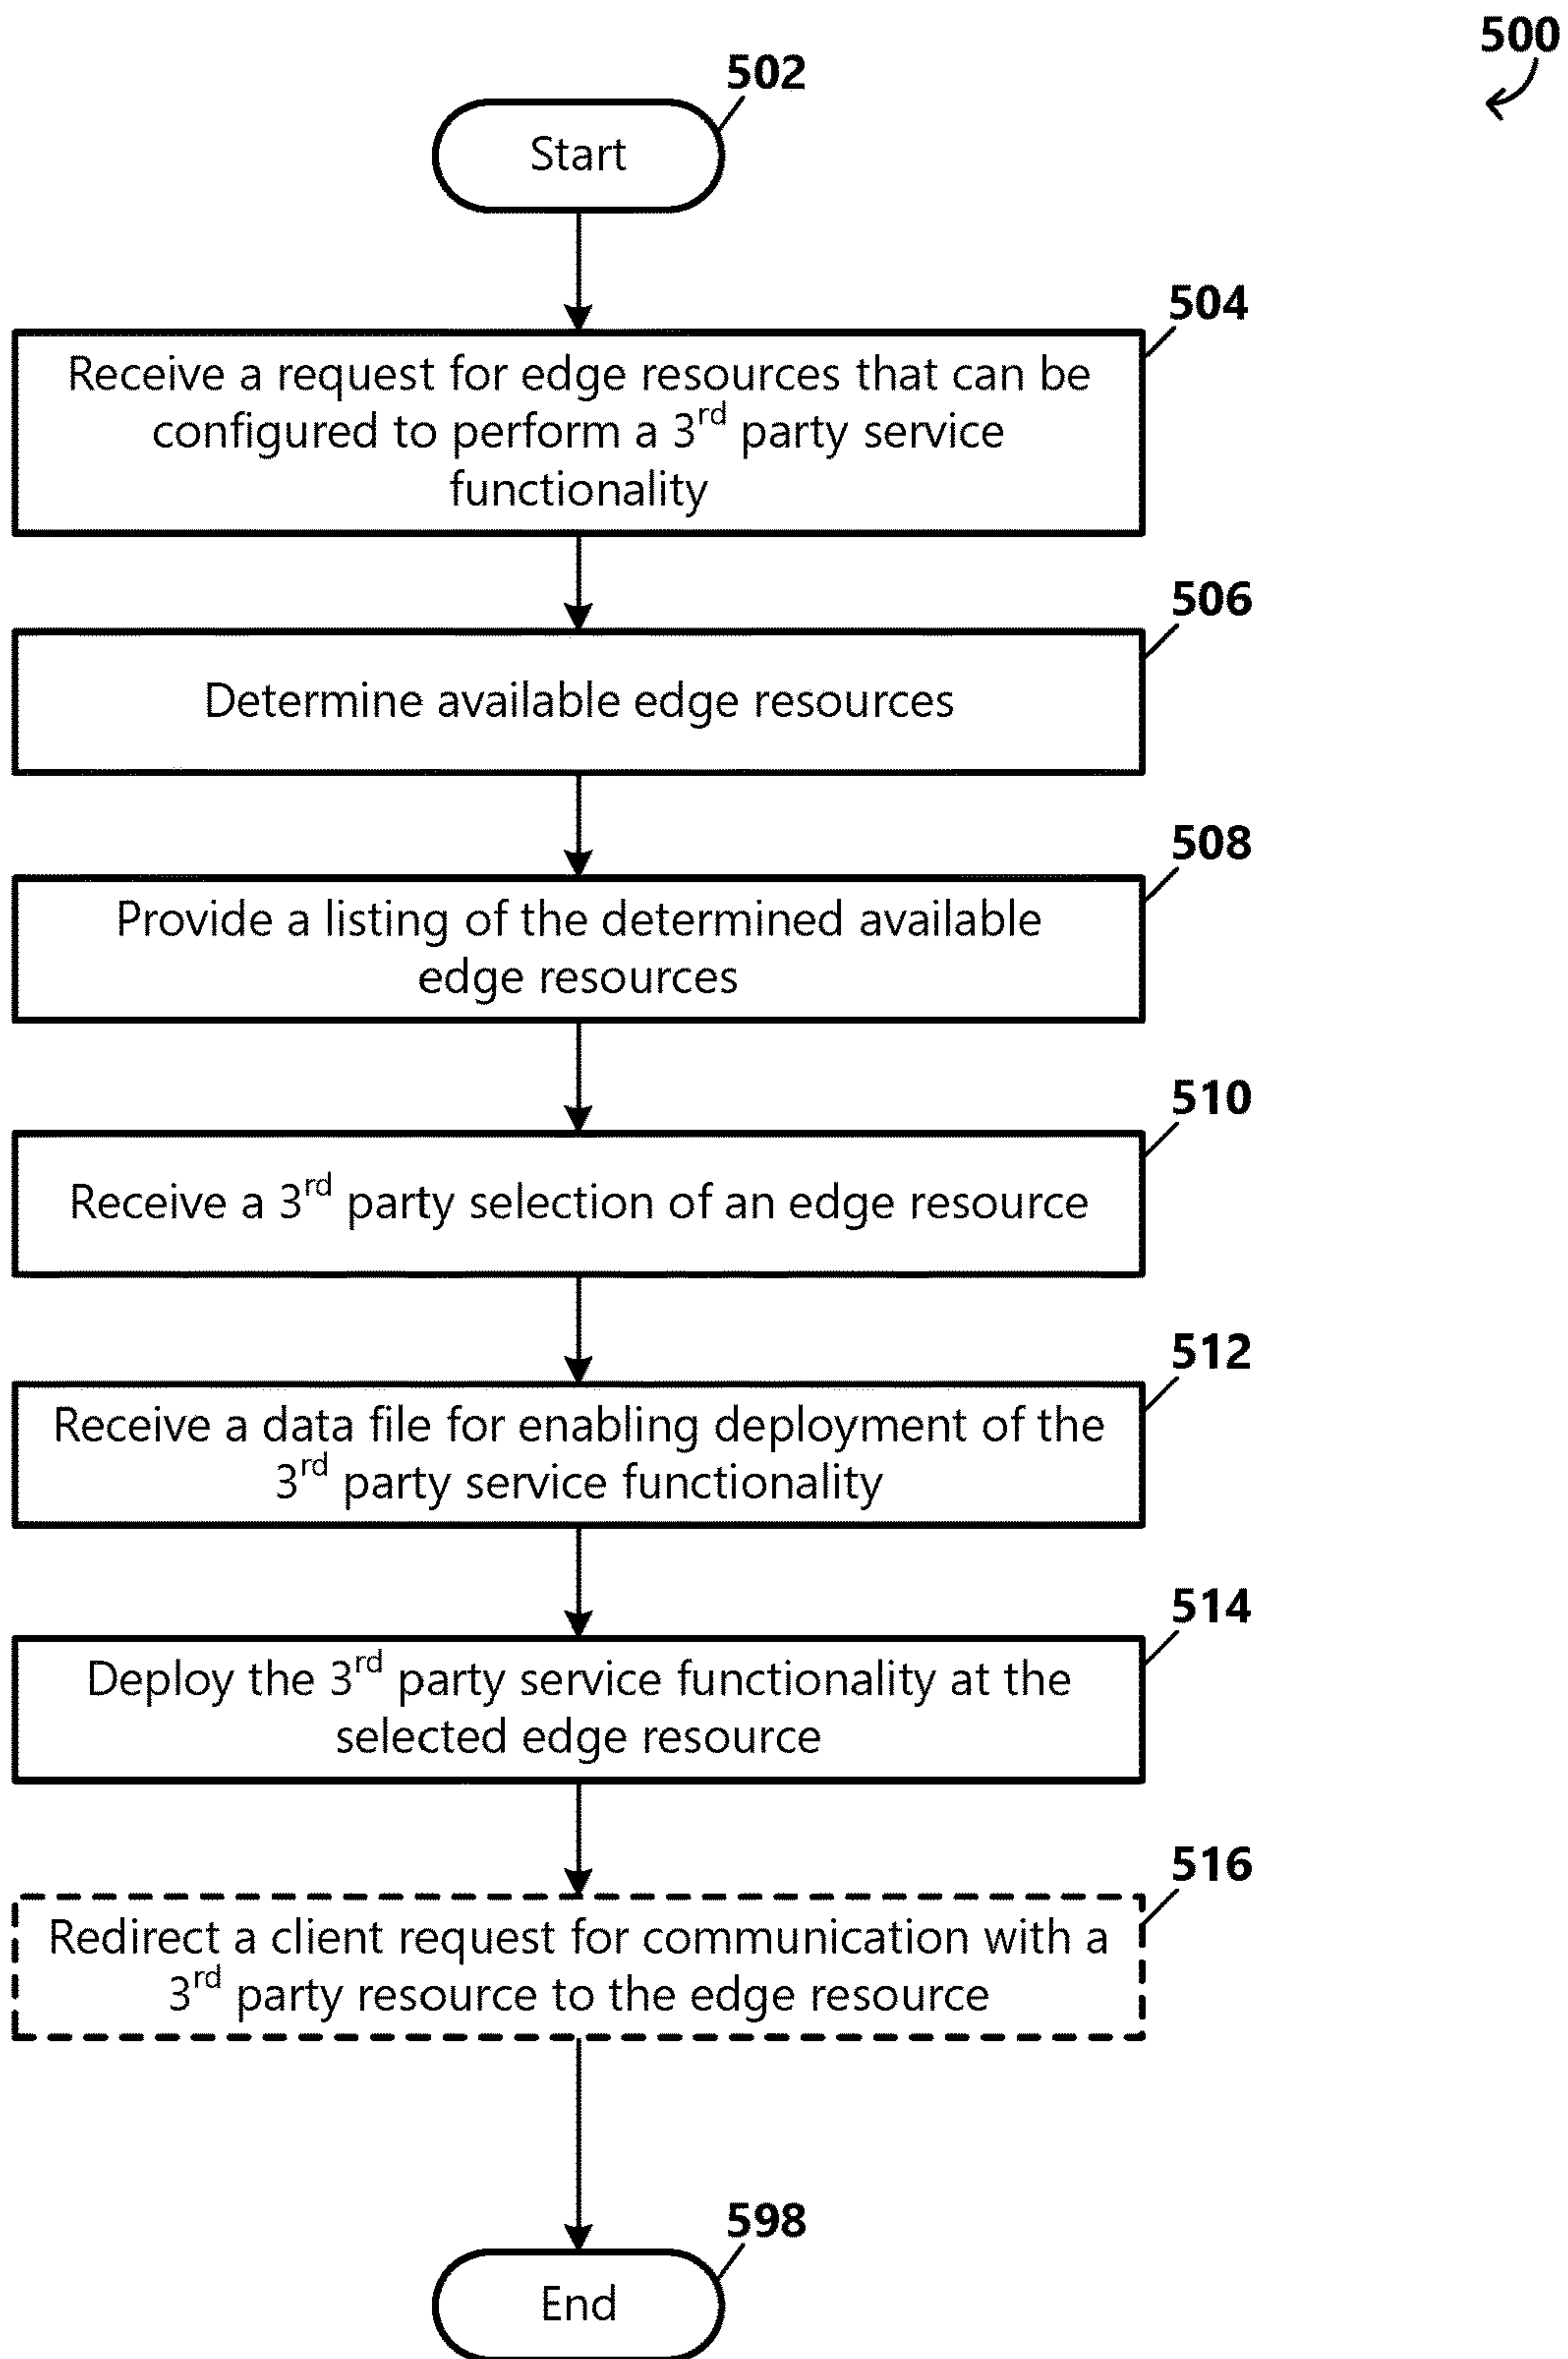 500
502
Start
504
Receive a request for edge resources that can be
configured to perform a 3rd party service
functionality
506
Determine available edge resources
508
Provide a listing of the determined available
edge resources
510
Receive a 3rd party selection of an edge resource
512
Receive a data file for enabling deployment of the
3rd party service functionality
514
Deploy the 3rd party service functionality at the
selected edge resource
516
Redirect a client request for communication with a
3rd party resource to the edge resource
598
End